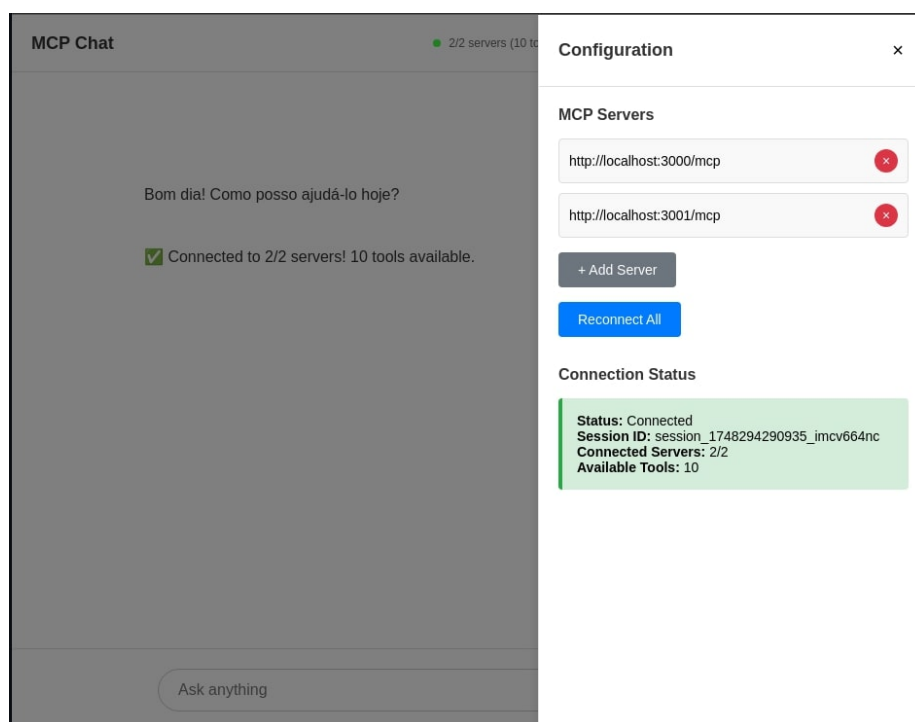 MCP Chat
2/2 servers (10 to
Bom dia! Como posso ajudá-lo hoje?
✅ Connected to 2/2 servers! 10 tools available.
Ask anything
Configuration
×
MCP Servers
http://localhost:3000/mcp ×
http://localhost:3001/mcp ×
+ Add Server
Reconnect All
Connection Status
Status: Connected
Session ID: session_1748294290935_imcv664nc
Connected Servers: 2/2
Available Tools: 10